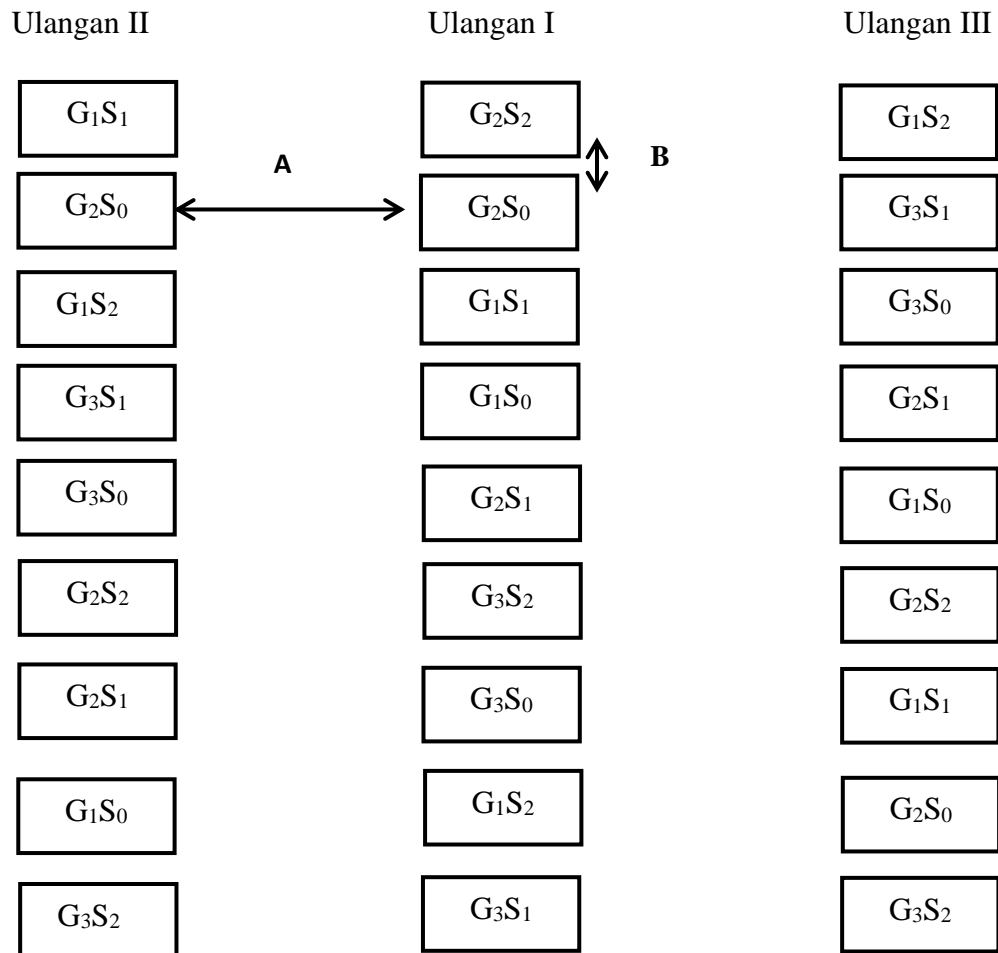 Ulangan II Ulangan I Ulangan III
G₁S₁ G₂S₂ G₁S₂
A B
G₂S₀ G₂S₀ G₃S₁
G₁S₂ G₁S₁ G₃S₀
G₃S₁ G₁S₀ G₂S₁
G₃S₀ G₂S₁ G₁S₀
G₂S₂ G₃S₂ G₂S₂
G₂S₁ G₃S₀ G₁S₁
G₁S₀ G₁S₂ G₂S₀
G₃S₂ G₃S₁ G₃S₂